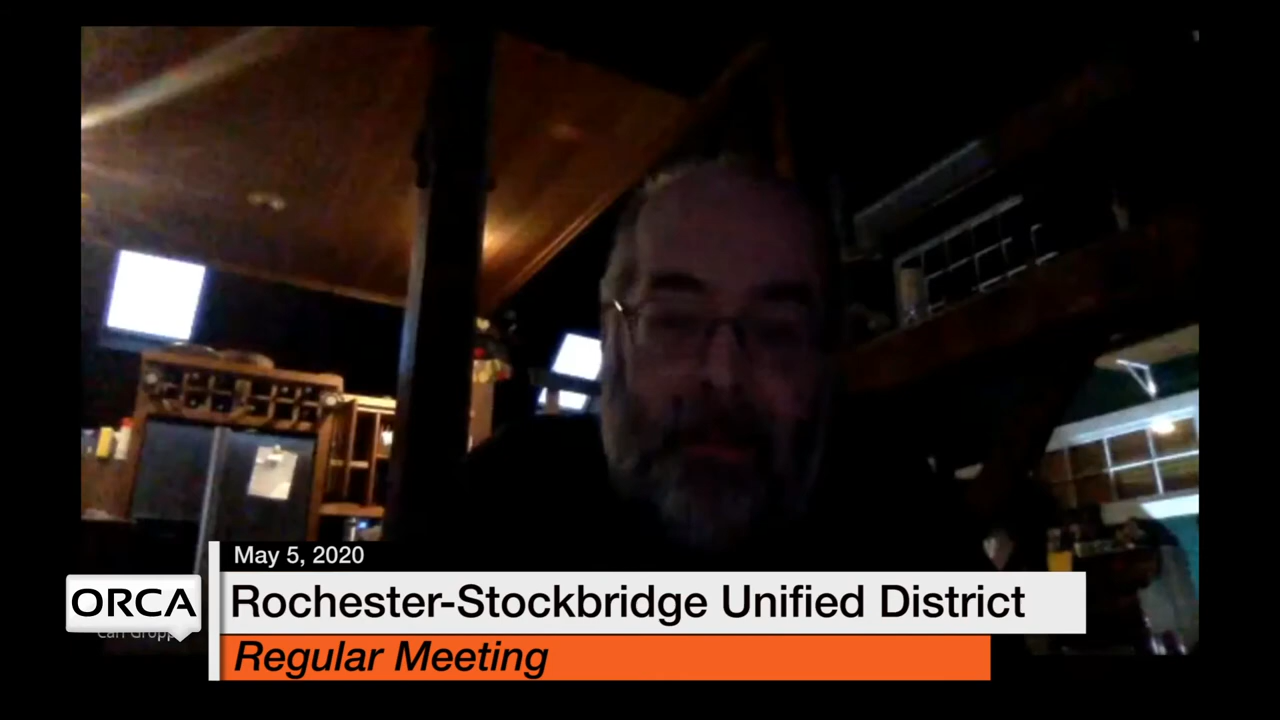 May 5, 2020
ORCA
Rochester-Stockbridge Unified District
Regular Meeting